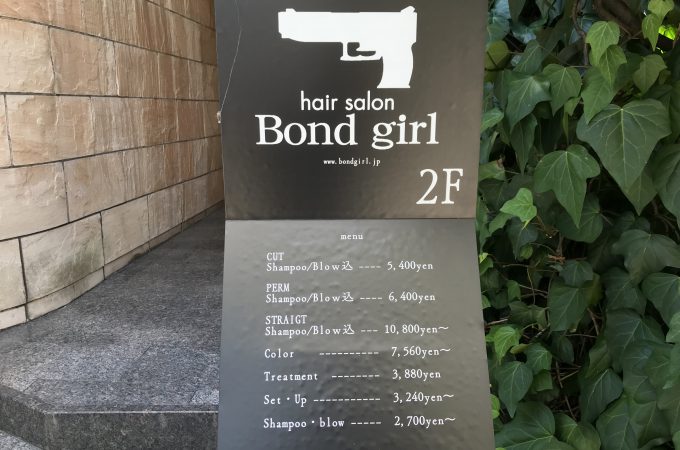 hair salon
Bond girl
www.bondgirl.jp
2F
menu
CUT
Shampoo/Blow込 ---- 5,400yen
PERM
Shampoo/Blow込 ---- 6,400yen
STRAIGT
Shampoo/Blow込 --- 10,800yen〜
Color ---------- 7,560yen〜
Treatment -------- 3,880yen
Set・Up ----------- 3,240yen〜
Shampoo・blow ----- 2,700yen〜